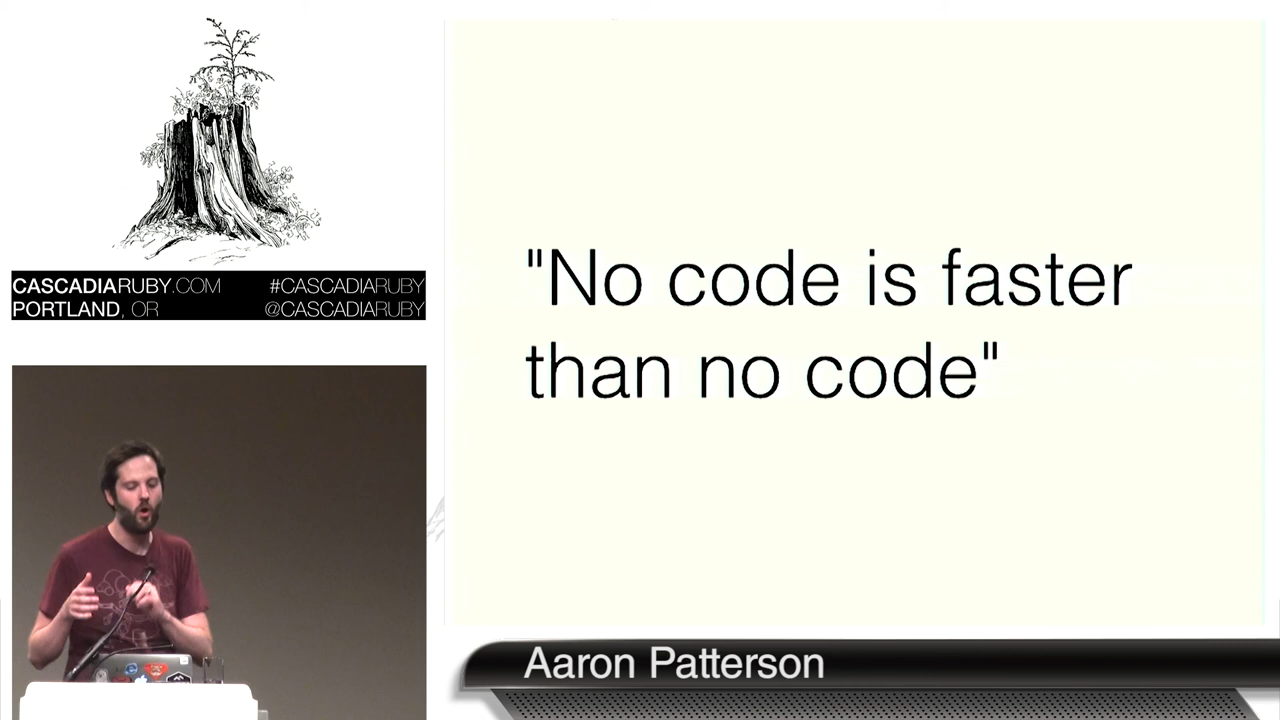 CASCADIARUBY.COM #CASCADIARUBY
PORTLAND, OR @CASCADIARUBY
"No code is faster
than no code"
Aaron Patterson